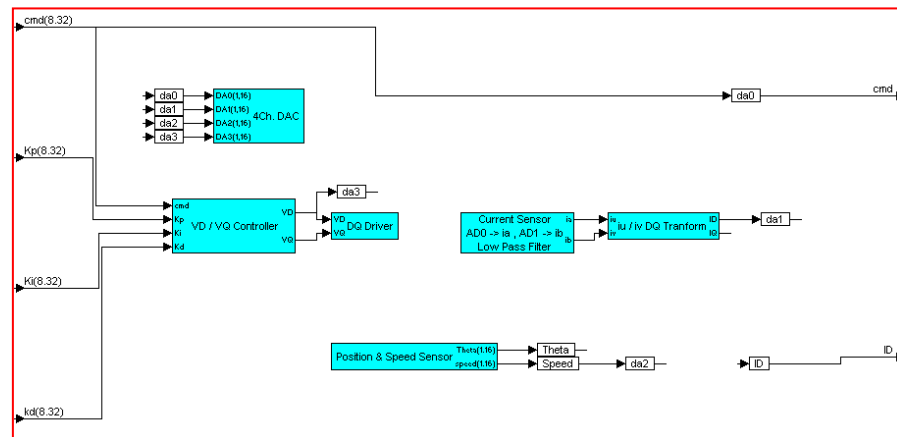 cmd(8.32)
cmd
da0
da0
DA0(1,16)
da1
DA1(1,16)
da2
DA2(1,16)
da3
DA3(1,16)
4Ch. DAC
Kp(8.32)
da3
cmd
Kp
Ki
Kd
VD / VQ Controller
VD
VQ
VD
VQ
DQ Driver
Current Sensor
AD0 -> ia , AD1 -> ib
Low Pass Filter
ia
ib
iu
iv
iu / iv DQ Tranform
ID
IQ
da1
Ki(8.32)
Position & Speed Sensor
Theta(1.16)
speed(1.16)
Theta
Speed
da2
ID
ID
kd(8.32)